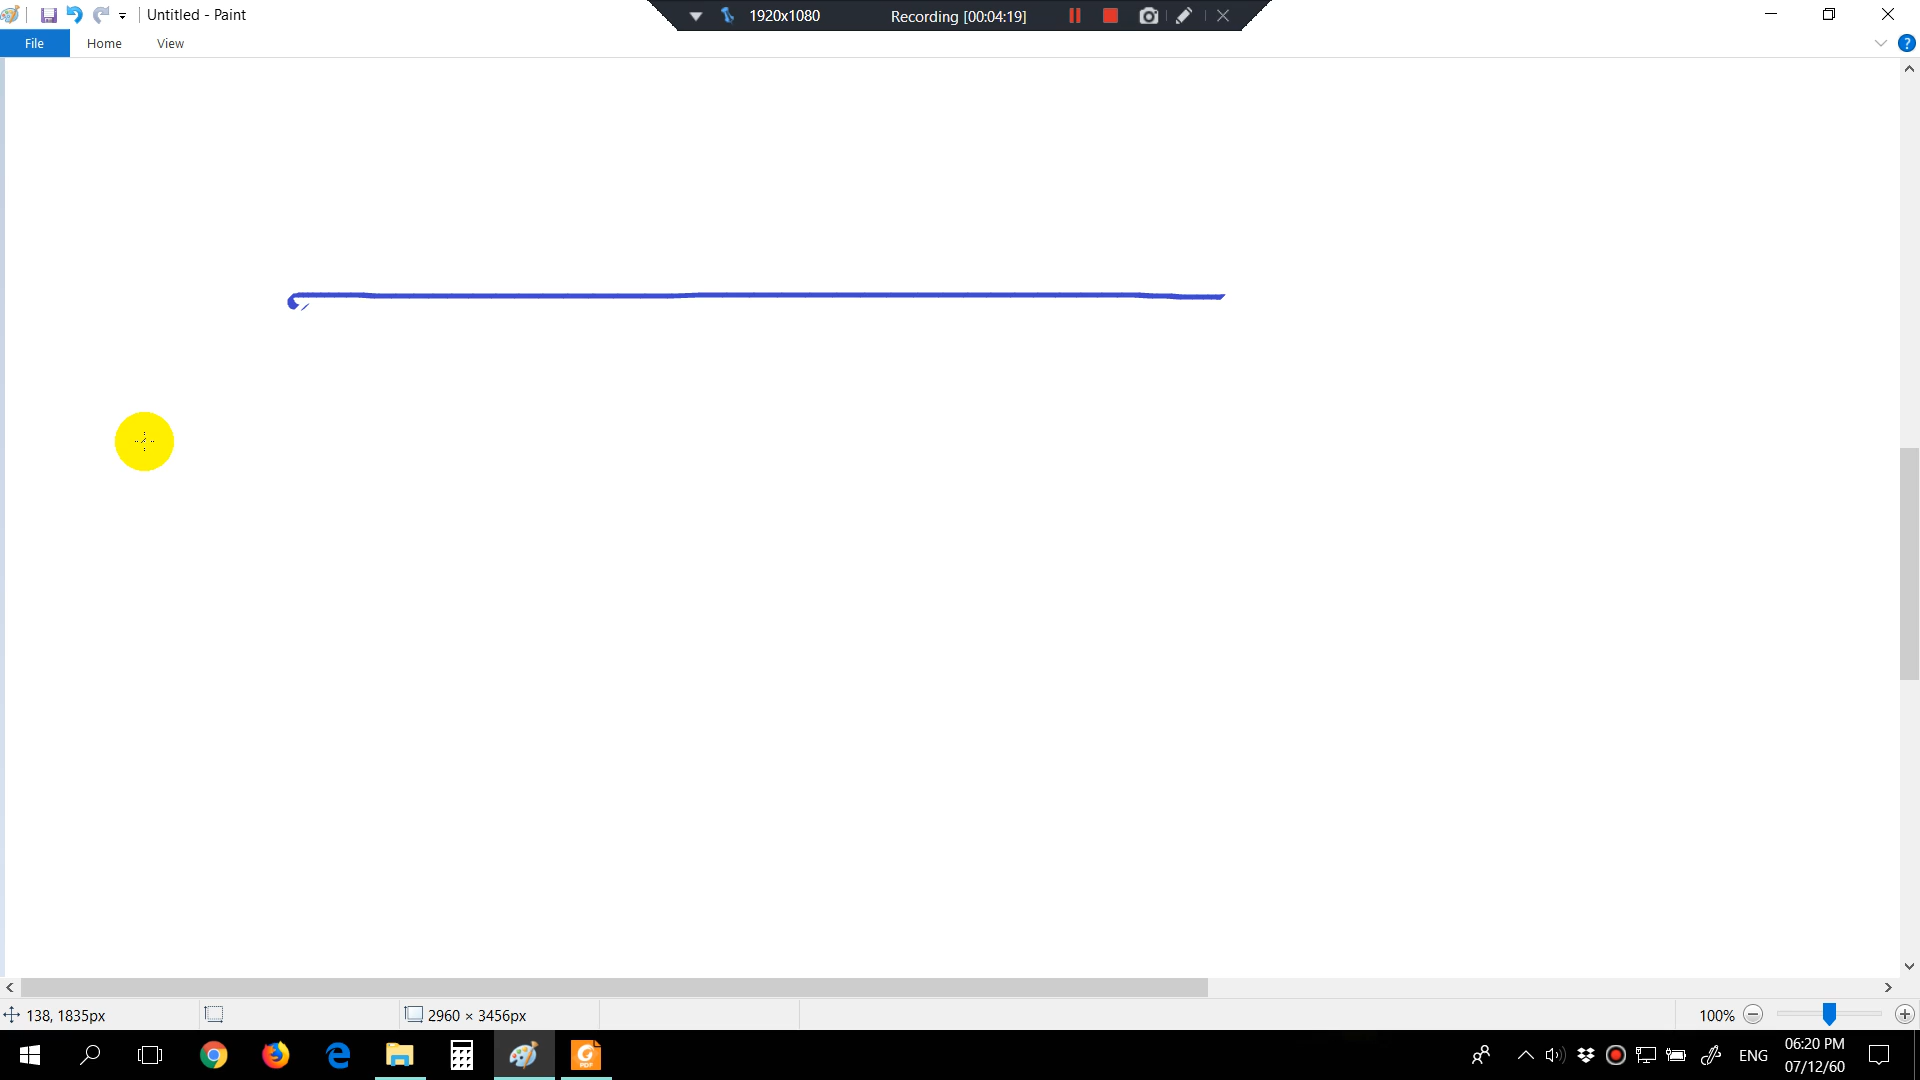 Untitled - Paint
1920x1080
Recording [00:04:19]
File
Home
View
?
138, 1835px
2960 × 3456px
100%
PDF
ENG
06:20 PM
07/12/60